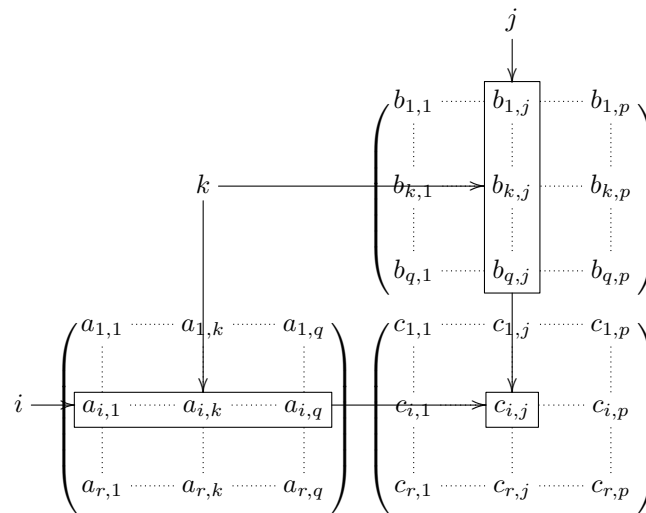 j
b_{1,1} b_{1,j} b_{1,p}
k b_{k,1} b_{k,j} b_{k,p}
b_{q,1} b_{q,j} b_{q,p}
a_{1,1} a_{1,k} a_{1,q} c_{1,1} c_{1,j} c_{1,p}
i a_{i,1} a_{i,k} a_{i,q} c_{i,1} c_{i,j} c_{i,p}
a_{r,1} a_{r,k} a_{r,q} c_{r,1} c_{r,j} c_{r,p}